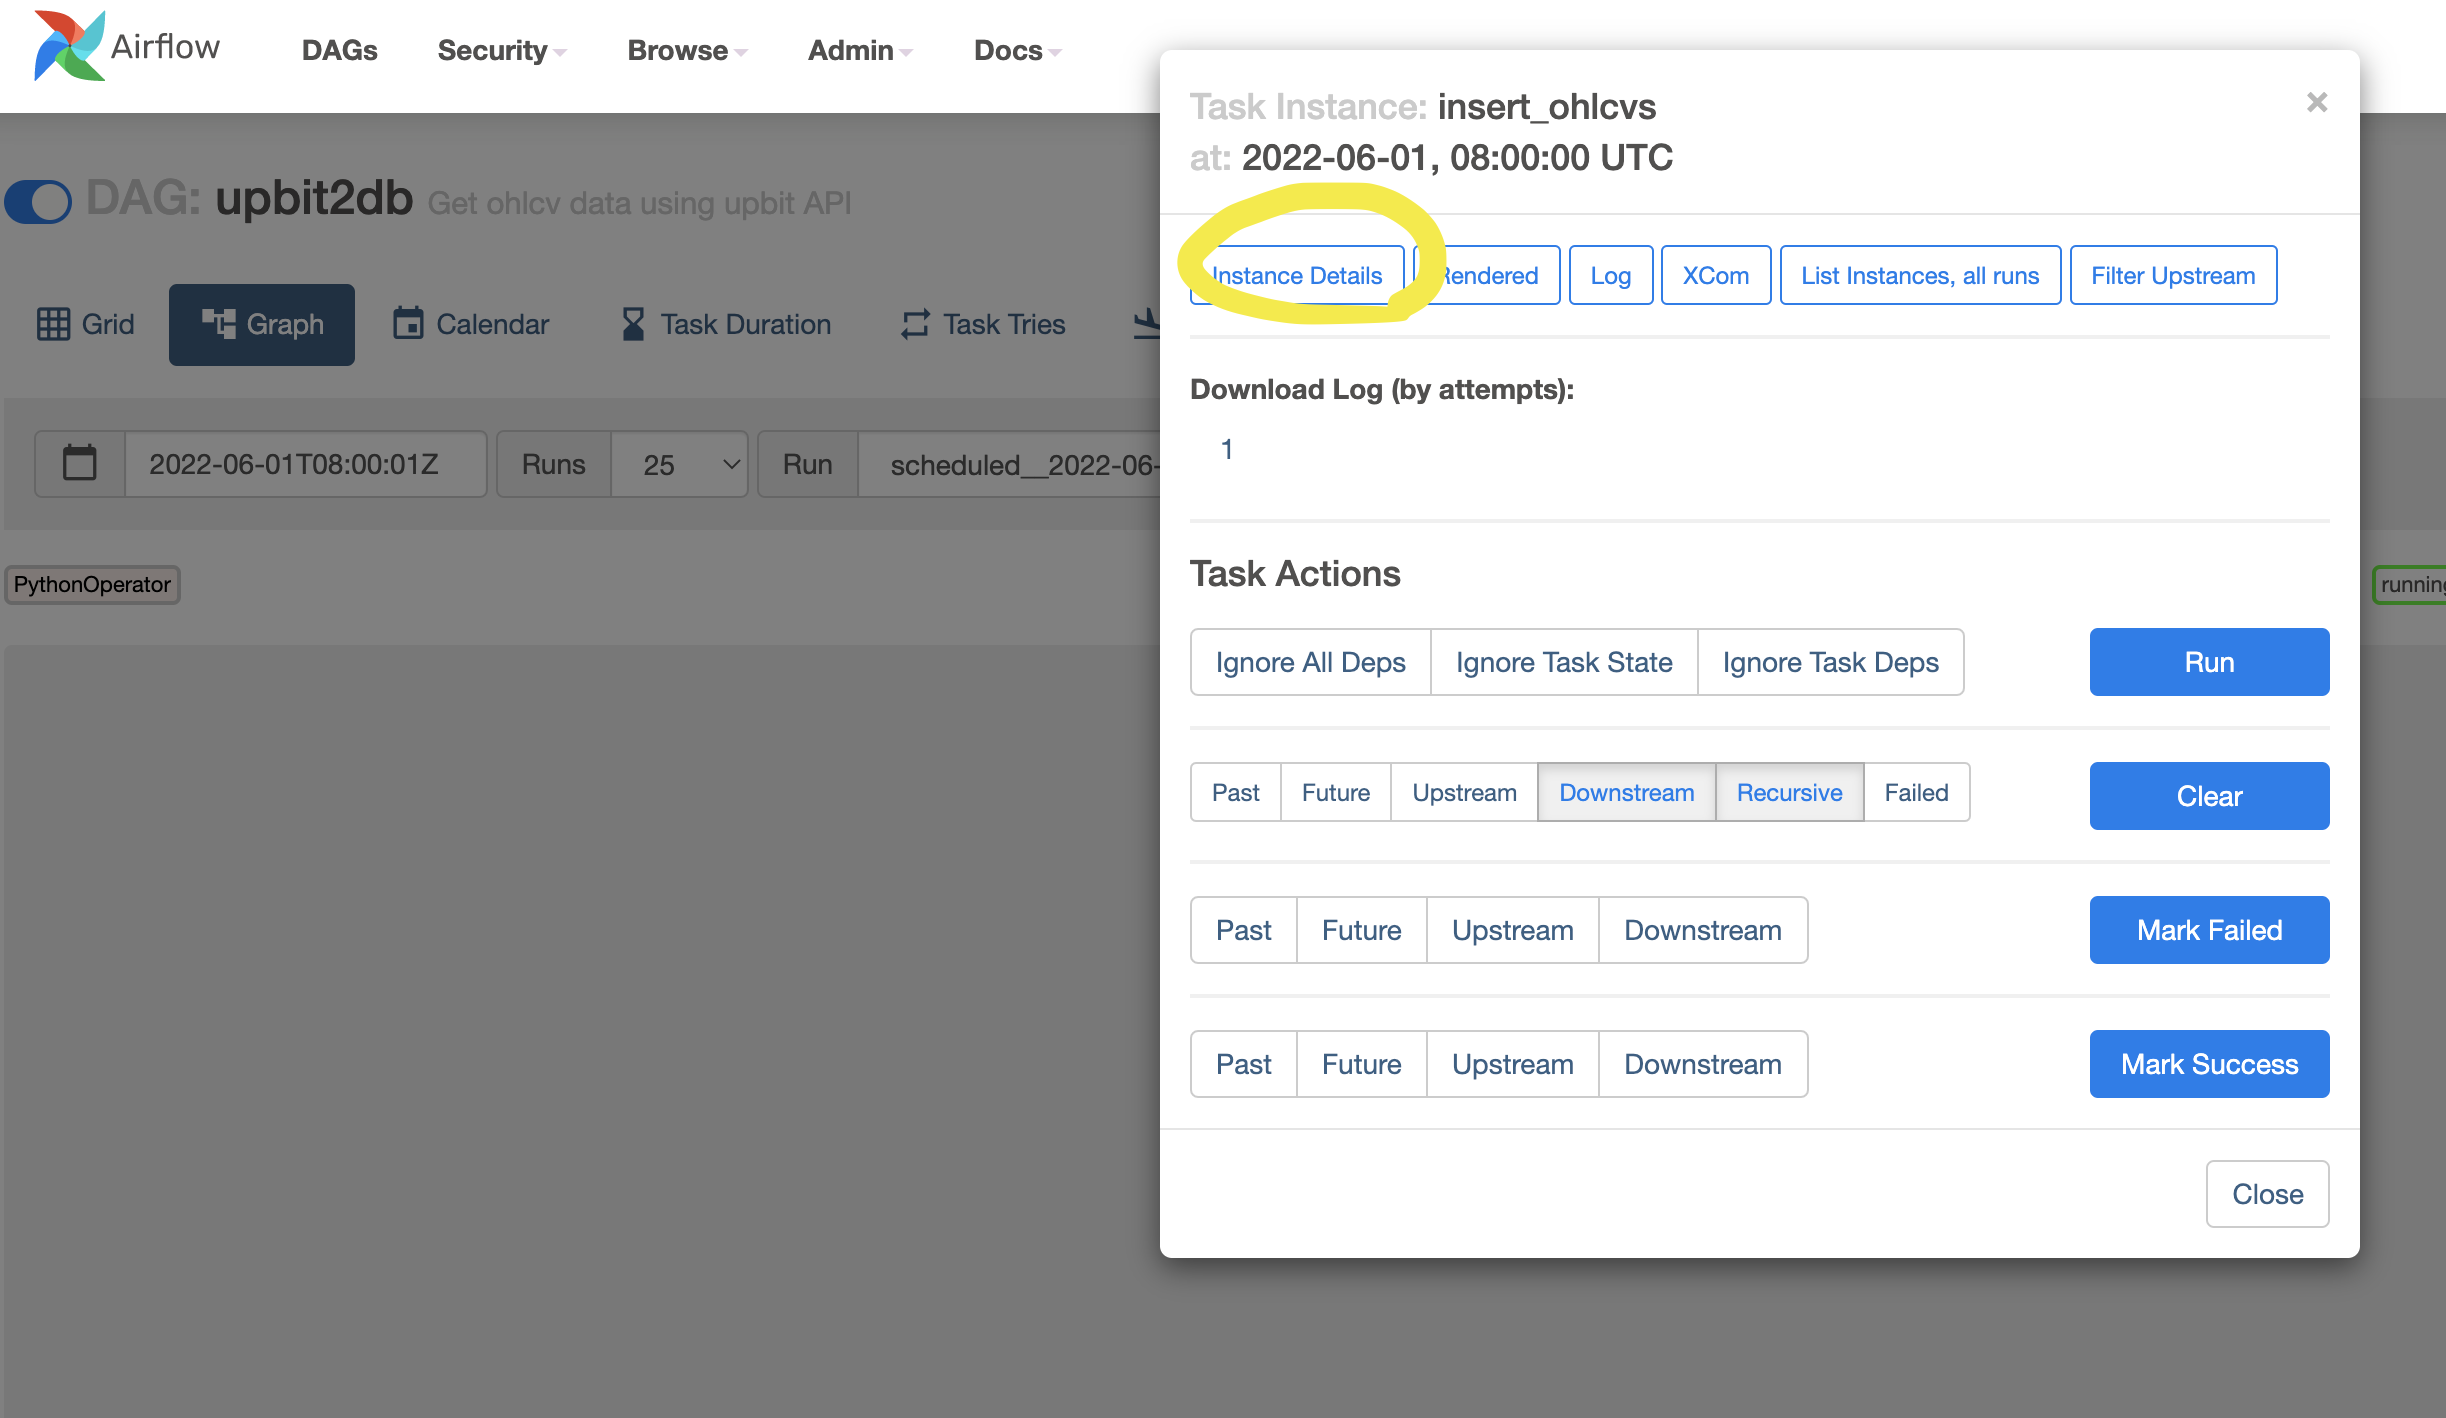 Airflow
DAGs Security Browse Admin Docs
DAG: upbit2db Get ohlcv data using upbit API
Grid Graph Calendar Task Duration Task Tries
2022-06-01T08:00:01Z Runs 25 Run scheduled__2022-06-
PythonOperator
running
Task Instance: insert_ohlcvs
at: 2022-06-01, 08:00:00 UTC
×
Instance Details Rendered Log XCom List Instances, all runs Filter Upstream
Download Log (by attempts):
1
Task Actions
Ignore All Deps Ignore Task State Ignore Task Deps Run
Past Future Upstream Downstream Recursive Failed Clear
Past Future Upstream Downstream Mark Failed
Past Future Upstream Downstream Mark Success
Close